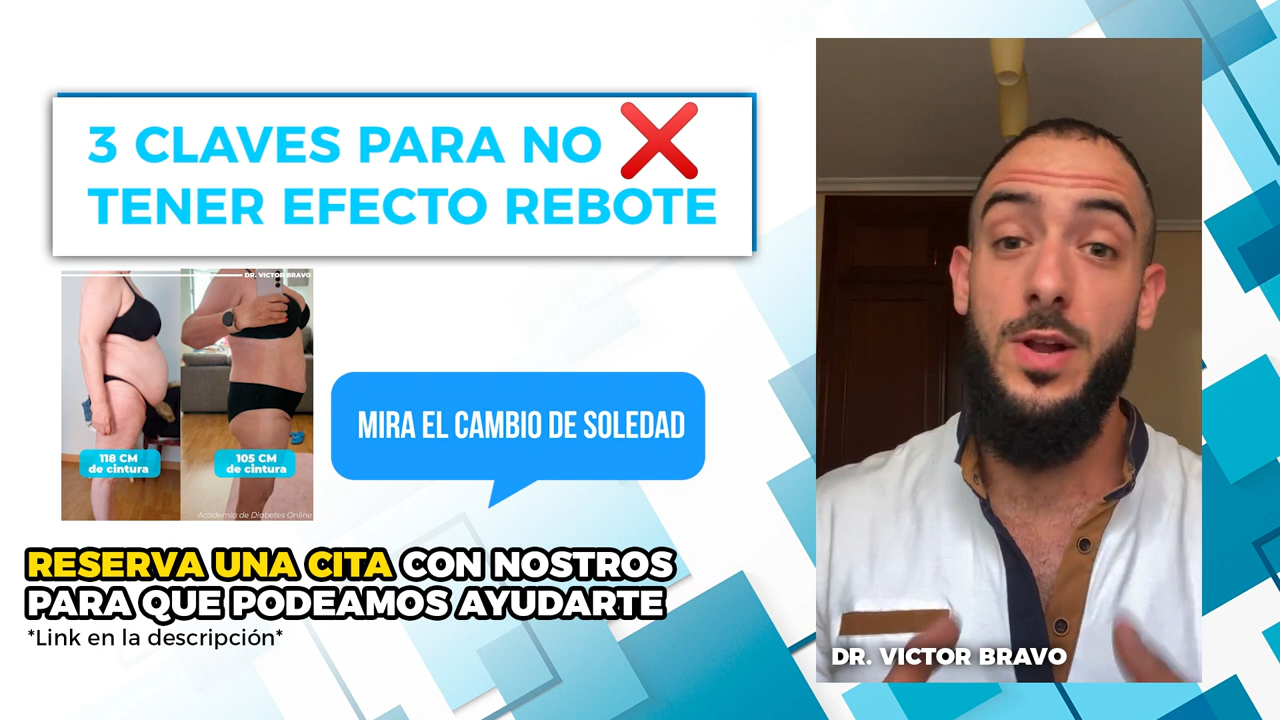 3 CLAVES PARA NO
TENER EFECTO REBOTE
DR. VICTOR BRAVO
118 CM
de cintura
105 CM
de cintura
Academia de Diabetes Online
MIRA EL CAMBIO DE SOLEDAD
RESERVA UNA CITA CON NOSTROS
PARA QUE PODEAMOS AYUDARTE
*Link en la descripción*
DR. VICTOR BRAVO